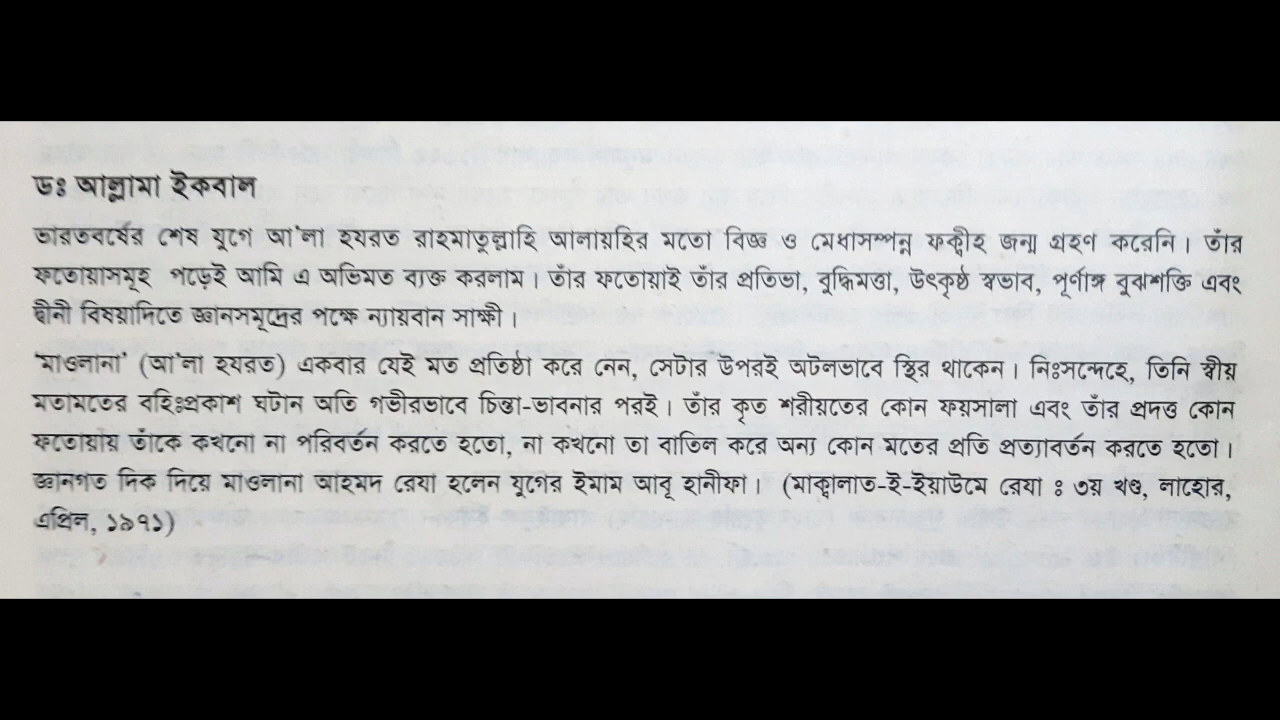 ডঃ আল্লামা ইকবাল
ভারতবর্ষের শেষ যুগে আ'লা হযরত রাহমাতুল্লাহি আলায়হির মতো বিজ্ঞ ও মেধাসম্পন্ন ফক্বীহ জন্ম গ্রহণ করেনি। তাঁর
ফতোয়াসমূহ পড়েই আমি এ অভিমত ব্যক্ত করলাম। তাঁর ফতোয়াই তাঁর প্রতিভা, বুদ্ধিমত্তা, উৎকৃষ্ঠ স্বভাব, পূর্ণাঙ্গ বুঝশক্তি এবং
দ্বীনী বিষয়াদিতে জ্ঞানসমূদ্রের পক্ষে ন্যায়বান সাক্ষী।
'মাওলানা' (আ'লা হযরত) একবার যেই মত প্রতিষ্ঠা করে নেন, সেটার উপরই অটলভাবে স্থির থাকেন। নিঃসন্দেহে, তিনি স্বীয়
মতামতের বহিঃপ্রকাশ ঘটান অতি গভীরভাবে চিন্তা-ভাবনার পরই। তাঁর কৃত শরীয়তের কোন ফয়সালা এবং তাঁর প্রদত্ত কোন
ফতোয়ায় তাঁকে কখনো না পরিবর্তন করতে হতো, না কখনো তা বাতিল করে অন্য কোন মতের প্রতি প্রত্যাবর্তন করতে হতো।
জ্ঞানগত দিক দিয়ে মাওলানা আহমদ রেযা হলেন যুগের ইমাম আবূ হানীফা। (মাক্বালাত-ই-ইয়াউমে রেযা ঃ ৩য় খণ্ড, লাহোর,
এপ্রিল, ১৯৭১)